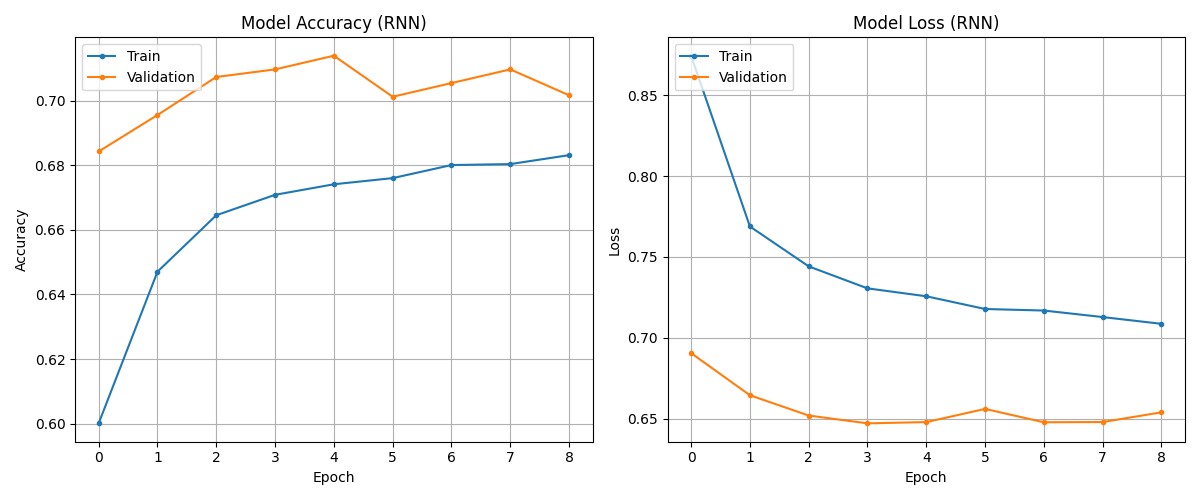 Model Accuracy (RNN)
Train
Validation
0.70
0.68
0.66
0.64
0.62
0.60
Accuracy
0 1 2 3 4 5 6 7 8
Epoch
Model Loss (RNN)
Train
Validation
0.85
0.80
0.75
0.70
0.65
Loss
0 1 2 3 4 5 6 7 8
Epoch